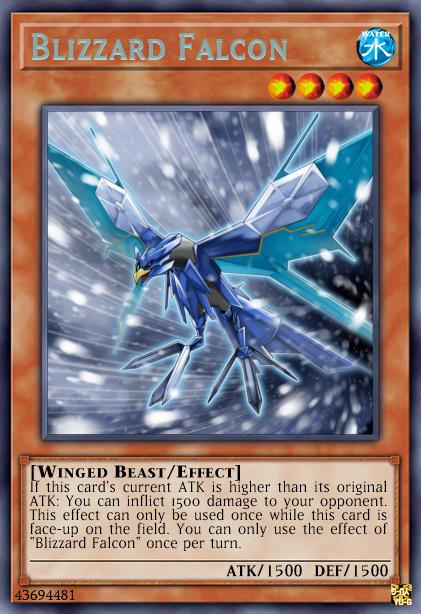 Blizzard Falcon
WATER
水
[Winged Beast/Effect]
If this card's current ATK is higher than its original
ATK: You can inflict 1500 damage to your opponent.
This effect can only be used once while this card is
face-up on the field. You can only use the effect of
"Blizzard Falcon" once per turn.
ATK/1500 DEF/1500
43694481